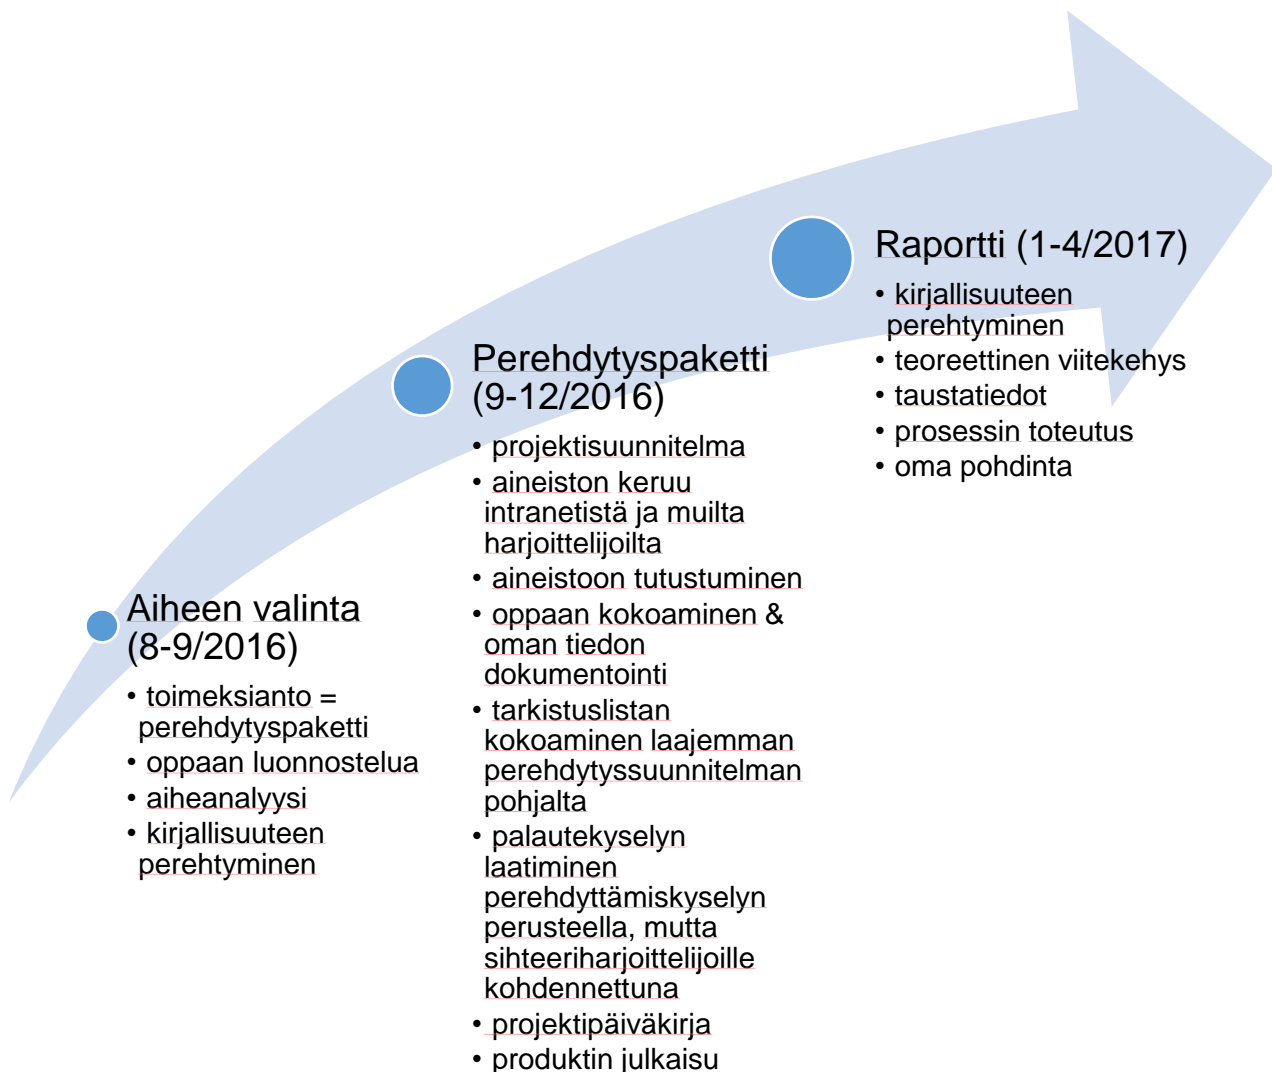 Aiheen valinta
(8-9/2016)
• toimeksianto =
perehdytyspaketti
• oppaan luonnostelua
• aiheanalyysi
• kirjallisuuteen
perehtyminen
Perehdytyspaketti
(9-12/2016)
• projektisuunnitelma
• aineiston keruu
intranetistä ja muilta
harjoittelijoilta
• aineistoon tutustuminen
• oppaan kokoaminen &
oman tiedon
dokumentointi
• tarkistuslistan
kokoaminen laajemman
perehdytyssuunnitelman
pohjalta
• palautekyselyn
laatiminen
perehdyttämiskyselyn
perusteella, mutta
sihteeriharjoittelijoille
kohdennettuna
• projektipäiväkirja
• produktin julkaisu
Raportti (1-4/2017)
• kirjallisuuteen
perehtyminen
• teoreettinen viitekehys
• taustatiedot
• prosessin toteutus
• oma pohdinta